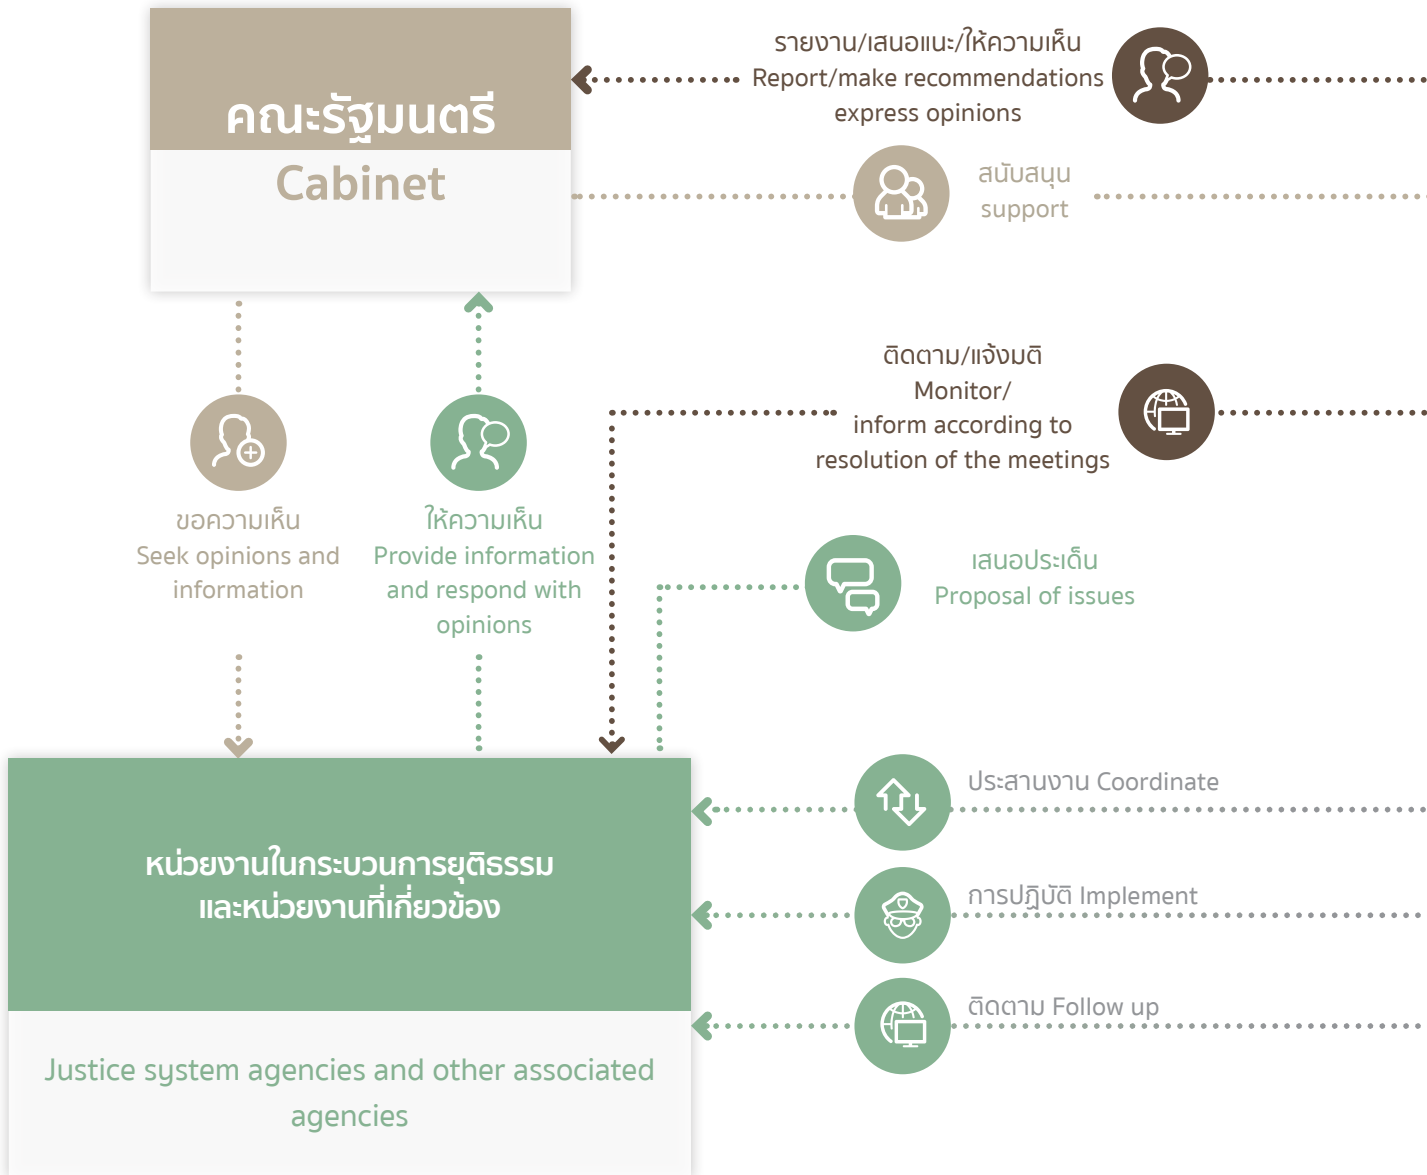 คณะรัฐมนตรี
Cabinet
รายงาน/เสนอแนะ/ให้ความเห็น
Report/make recommendations
express opinions
สนับสนุน
support
ติดตาม/แจ้งมติ
Monitor/
inform according to
resolution of the meetings
ขอความเห็น
Seek opinions and
information
ให้ความเห็น
Provide information
and respond with
opinions
เสนอประเด็น
Proposal of issues
หน่วยงานในกระบวนการยุติธรรม
และหน่วยงานที่เกี่ยวข้อง
Justice system agencies and other associated
agencies
ประสานงาน Coordinate
การปฏิบัติ Implement
ติดตาม Follow up